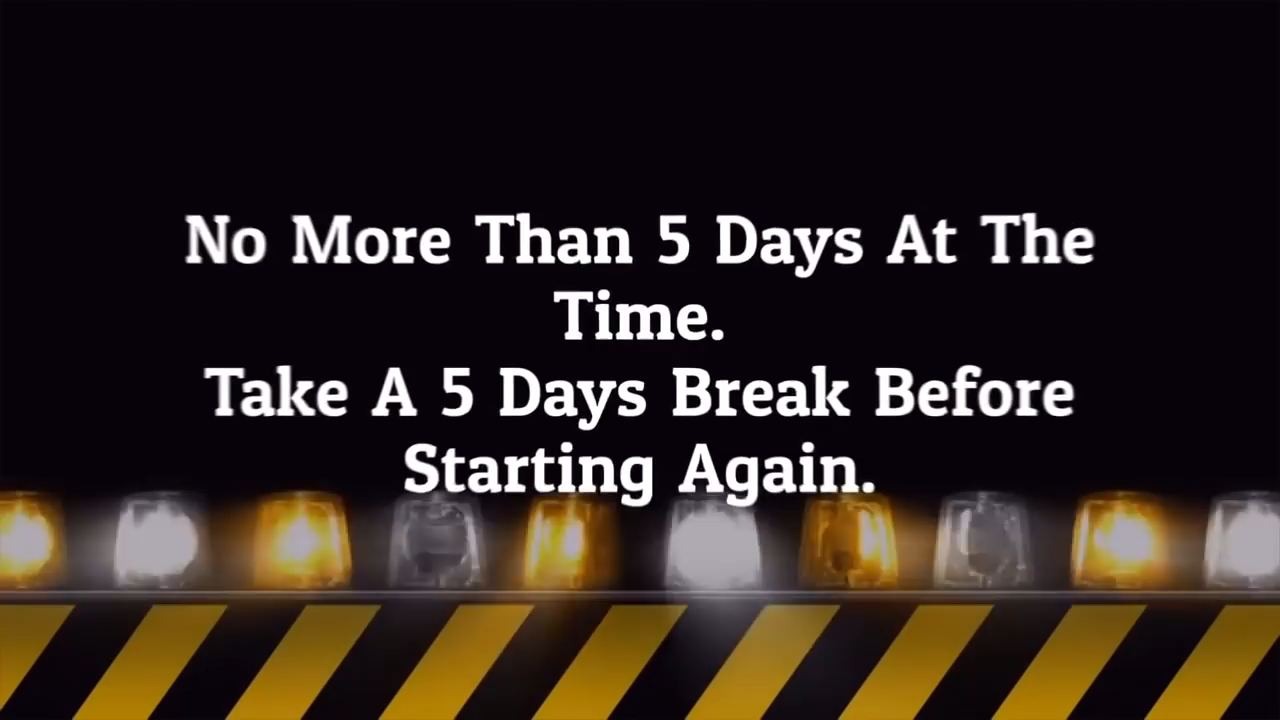 No More Than 5 Days At The
Time.
Take A 5 Days Break Before
Starting Again.